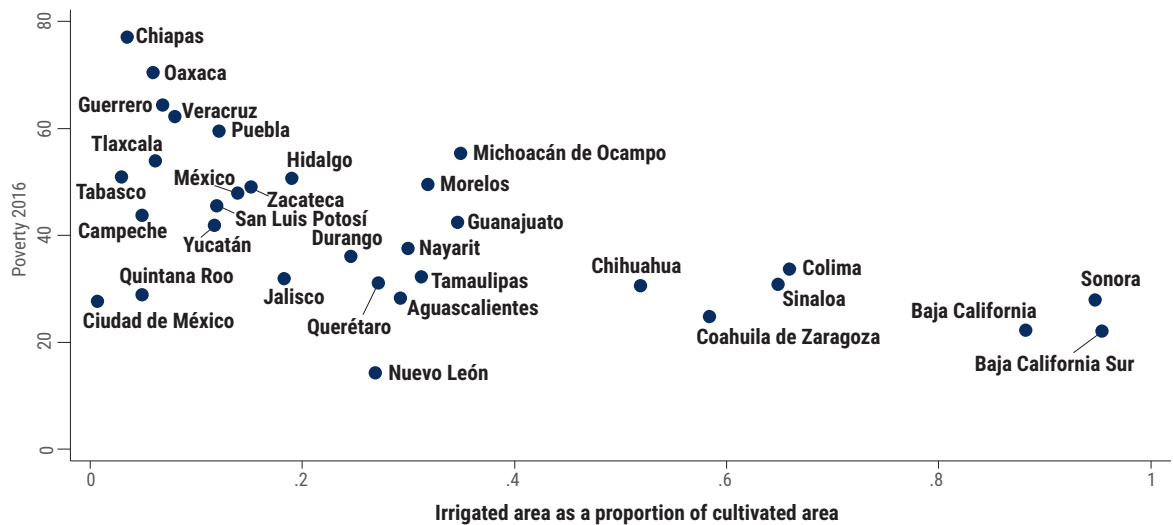 80
Chiapas
Oaxaca
Guerrero
Veracruz
60
Puebla
Tlaxcala
Hidalgo
Michoacán de Ocampo
México
Morelos
Tabasco
Zacateca
San Luis Potosí
Guanajuato
Campeche
Yucatán
Durango
40
Nayarit
Poverty 2016
Quintana Roo
Chihuahua
Colima
Tamaulipas
Sonora
Jalisco
Sinaloa
Aguascalientes
Ciudad de México
Querétaro
Baja California
Coahuila de Zaragoza
20
Baja California Sur
Nuevo León
0
0 .2 .4 .6 .8 1
Irrigated area as a proportion of cultivated area